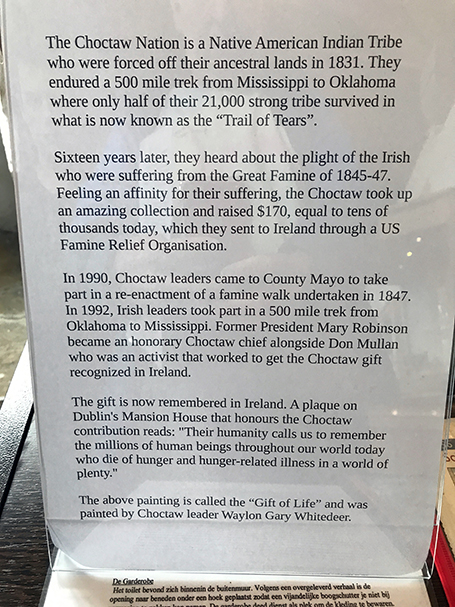 The Choctaw Nation is a Native American Indian Tribe
who were forced off their ancestral lands in 1831. They
endured a 500 mile trek from Mississippi to Oklahoma
where only half of their 21,000 strong tribe survived in
what is now known as the “Trail of Tears”.
Sixteen years later, they heard about the plight of the Irish
who were suffering from the Great Famine of 1845-47.
Feeling an affinity for their suffering, the Choctaw took up
an amazing collection and raised $170, equal to tens of
thousands today, which they sent to Ireland through a US
Famine Relief Organisation.
In 1990, Choctaw leaders came to County Mayo to take
part in a re-enactment of a famine walk undertaken in 1847.
In 1992, Irish leaders took part in a 500 mile trek from
Oklahoma to Mississippi. Former President Mary Robinson
became an honorary Choctaw chief alongside Don Mullan
who was an activist that worked to get the Choctaw gift
recognized in Ireland.
The gift is now remembered in Ireland. A plaque on
Dublin's Mansion House that honours the Choctaw
contribution reads: "Their humanity calls us to remember
the millions of human beings throughout our world today
who die of hunger and hunger-related illness in a world of
plenty."
The above painting is called the “Gift of Life” and was
painted by Choctaw leader Waylon Gary Whitedeer.
De Garderobe
Het toilet bevond zich binnenin de buitenmuur. Volgens een overgeleverd verhaal is de
opening naar beneden onder een hoek geplaatst zodat een vijandelijke boogschutter je niet bij
De garderobe deed dienst als plek om de kleding te bewaren.